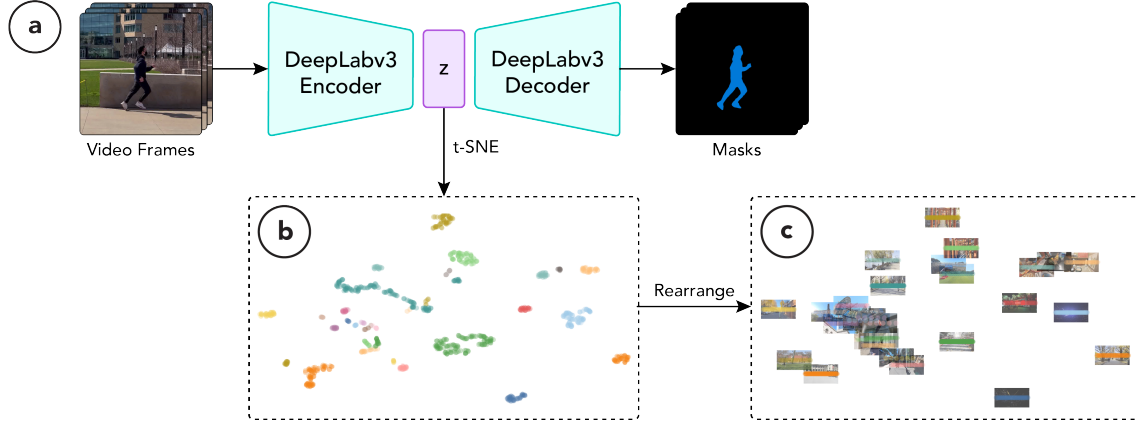 a
DeepLabv3
Encoder
z
DeepLabv3
Decoder
Video Frames
t-SNE
Masks
b
Rearrange
c